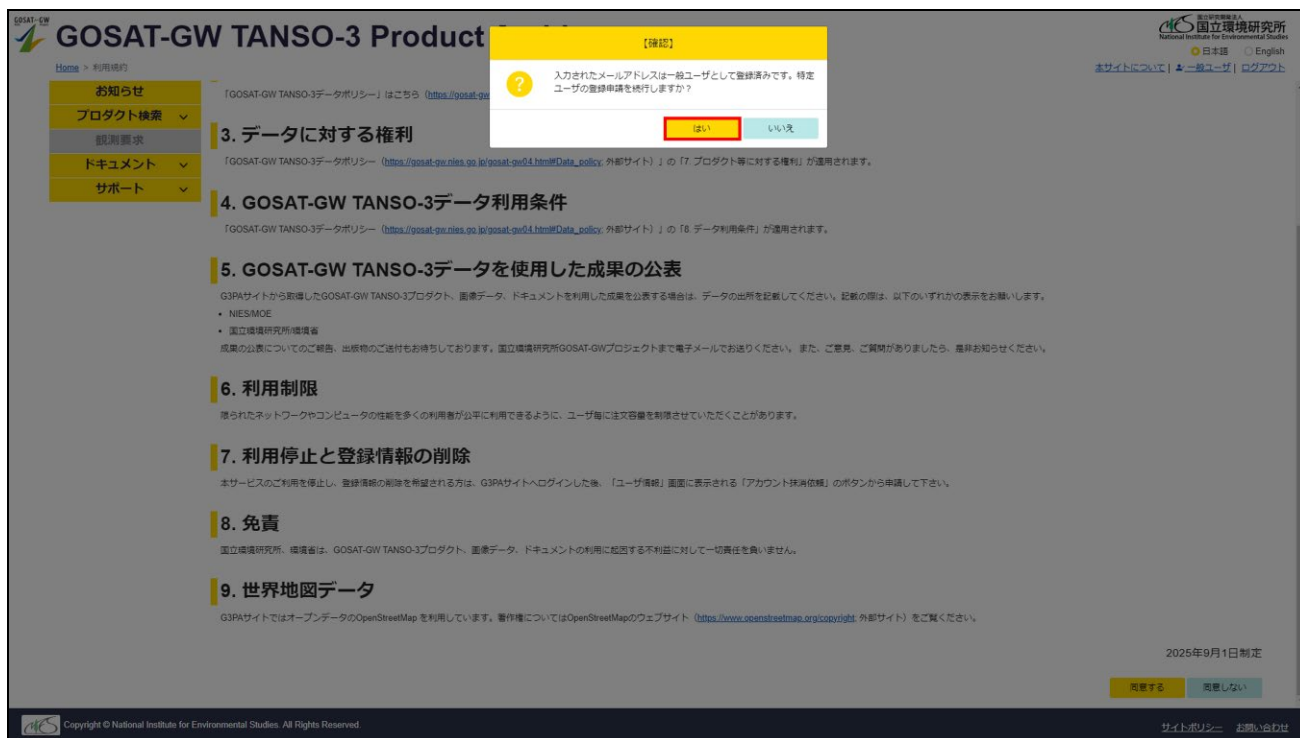 GOSAT-GW
GOSAT-GW TANSO-3 Product
国立研究開発法人
国立環境研究所
National Institute for Environmental Studies
日本語 English
Home > 利用規約
本サイトについて | 一般ユーザ | ログアウト
【確認】
入力されたメールアドレスは一般ユーザとして登録済みです。特定
ユーザの登録申請を続行しますか？
はい いいえ
お知らせ
プロダクト検索
観測要求
ドキュメント
サポート
「GOSAT-GW TANSO-3データポリシー」はこちら（https://gosat-gw
3. データに対する権利
「GOSAT-GW TANSO-3データポリシー（https://gosat-gw.nies.go.jp/gosat-gw04.html#Data_policy; 外部サイト）」の「7. プロダクト等に対する権利」が適用されます。
4. GOSAT-GW TANSO-3データ利用条件
「GOSAT-GW TANSO-3データポリシー（https://gosat-gw.nies.go.jp/gosat-gw04.html#Data_policy; 外部サイト）」の「8. データ利用条件」が適用されます。
5. GOSAT-GW TANSO-3データを使用した成果の公表
G3PAサイトから取得したGOSAT-GW TANSO-3プロダクト、画像データ、ドキュメントを利用した成果を公表する場合は、データの出所を記載してください。記載の際は、以下のいずれかの表示をお願いします。
• NIES/MOE
• 国立環境研究所/環境省
成果の公表についてのご報告、出版物のご送付もお待ちしております。国立環境研究所GOSAT-GWプロジェクトまで電子メールでお送りください。 また、ご意見、ご質問がありましたら、是非お知らせください。
6. 利用制限
限られたネットワークやコンピュータの性能を多くの利用者が公平に利用できるように、ユーザ毎に注文容量を制限させていただくことがあります。
7. 利用停止と登録情報の削除
本サービスのご利用を停止し、登録情報の削除を希望される方は、G3PAサイトへログインした後、「ユーザ情報」画面に表示される「アカウント抹消依頼」のボタンから申請して下さい。
8. 免責
国立環境研究所、環境省は、GOSAT-GW TANSO-3プロダクト、画像データ、ドキュメントの利用に起因する不利益に対して一切責任を負いません。
9. 世界地図データ
G3PAサイトではオープンデータのOpenStreetMap を利用しています。著作権についてはOpenStreetMapのウェブサイト（https://www.openstreetmap.org/copyright; 外部サイト）をご覧ください。
2025年9月1日制定
同意する 同意しない
Copyright © National Institute for Environmental Studies. All Rights Reserved.
サイトポリシー お問い合わせ